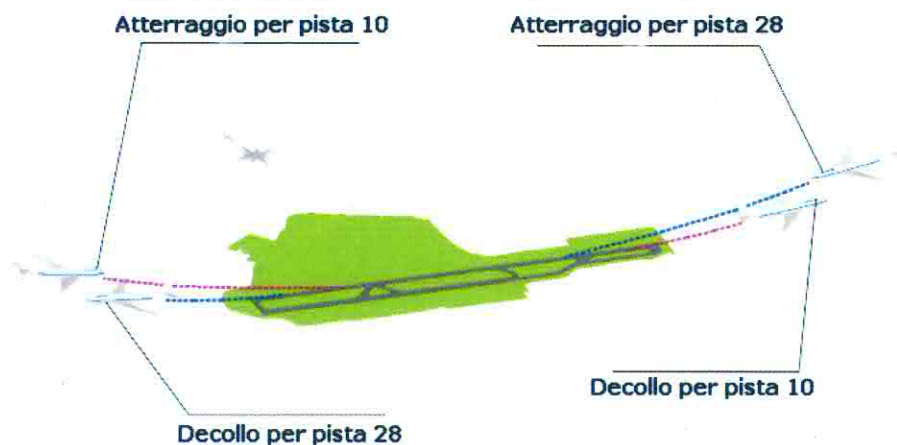 Atterraggio per pista 10
Atterraggio per pista 28
Decollo per pista 10
Decollo per pista 28